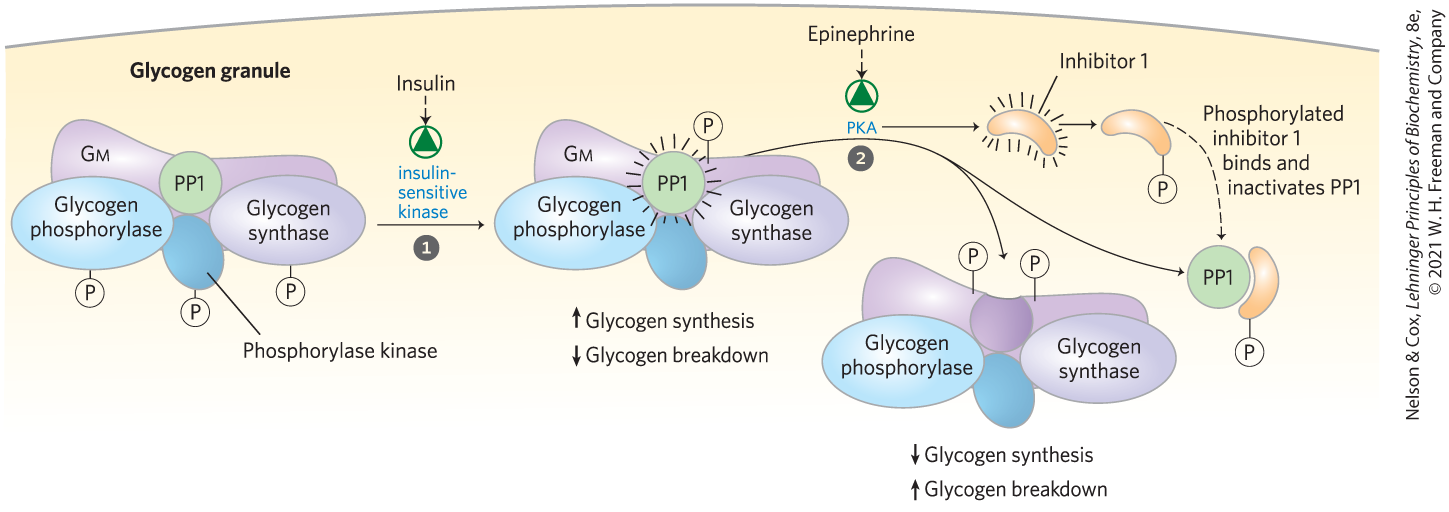 Glycogen granule
GM
PP1
Glycogen
phosphorylase
Glycogen
synthase
P
P
P
Phosphorylase kinase
Insulin
insulin-
sensitive
kinase
1
GM
PP1
P
Glycogen
phosphorylase
Glycogen
synthase
↑ Glycogen synthesis
↓ Glycogen breakdown
Epinephrine
PKA
2
Inhibitor 1
P
Phosphorylated
inhibitor 1
binds and
inactivates PP1
PP1
P
P
P
Glycogen
phosphorylase
Glycogen
synthase
↓ Glycogen synthesis
↑ Glycogen breakdown
Nelson & Cox, Lehninger Principles of Biochemistry, 8e,
© 2021 W. H. Freeman and Company